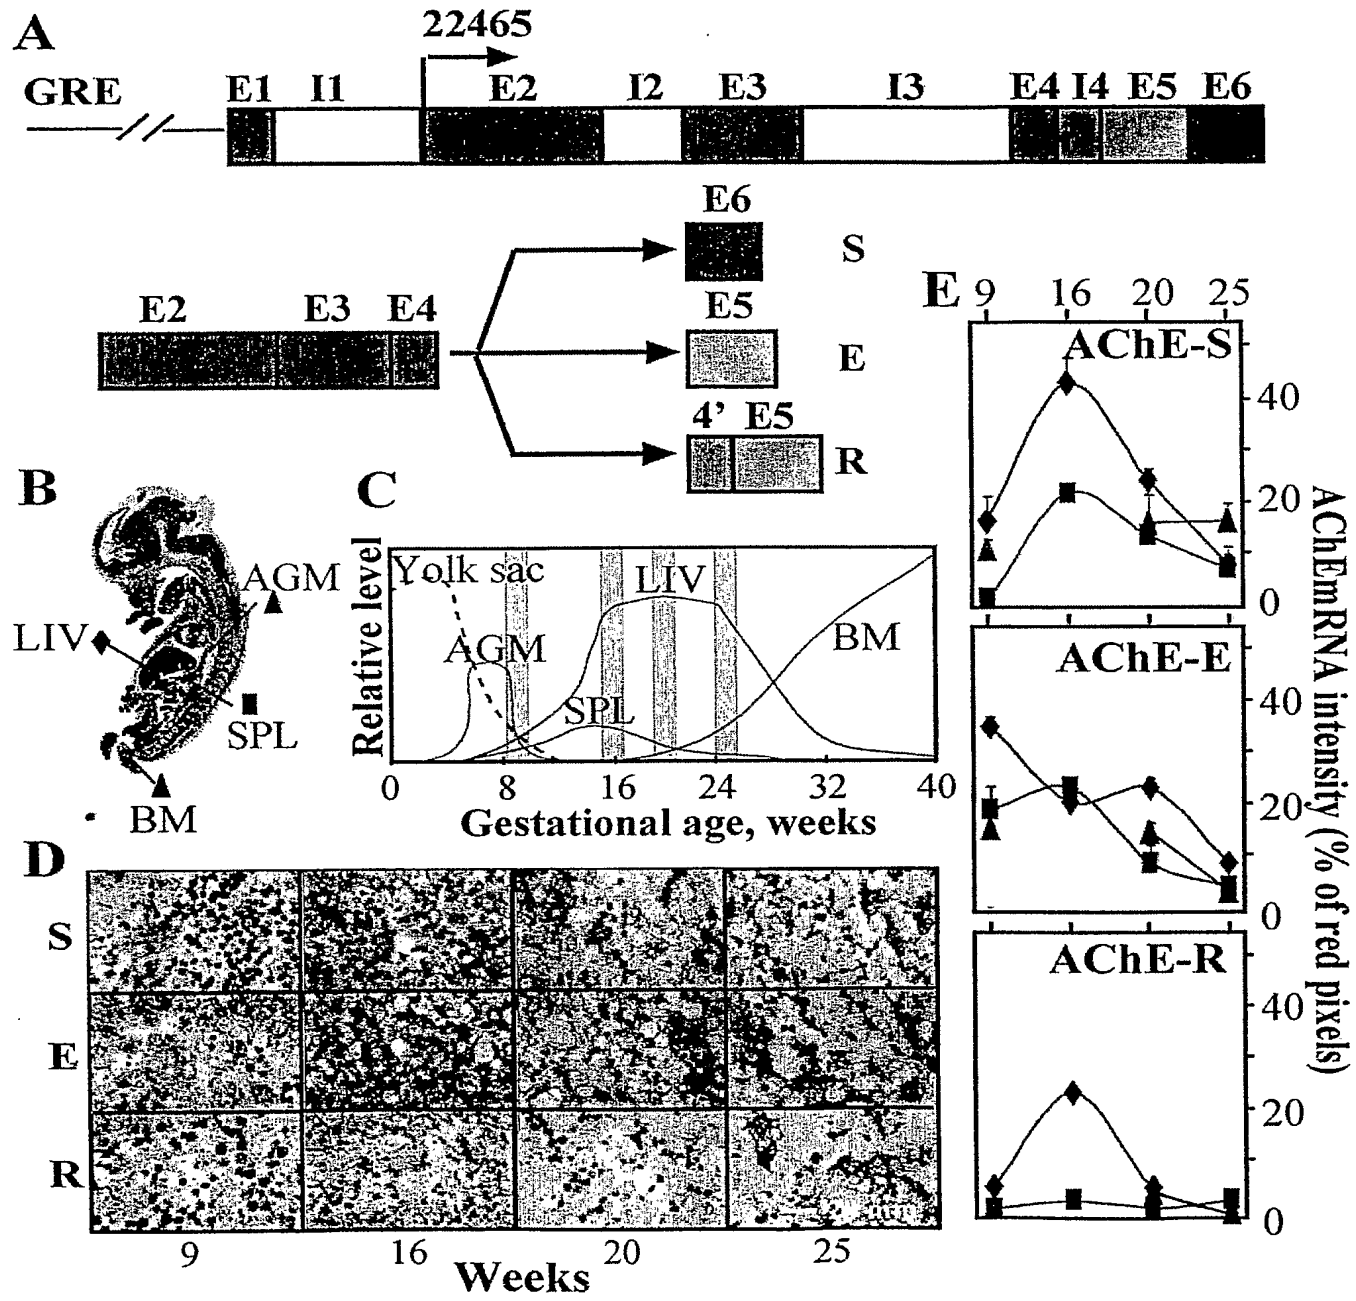 A
22465
GRE E1 I1 E2 I2 E3 I3 E4 I4 E5 E6
E6
S
E2 E3 E4
E5
E
4' E5
R
B
AGM
LIV
SPL
BM
C
Relative level
Yolk sac
AGM
LIV
SPL
BM
0 8 16 24 32 40
Gestational age, weeks
D
S
E
R
9 16 20 25
Weeks
E 9 16 20 25
AChE-S
40
20
0
AChE-E
40
20
0
AChE-R
40
20
0
AChEmRNA intensity (% of red pixels)